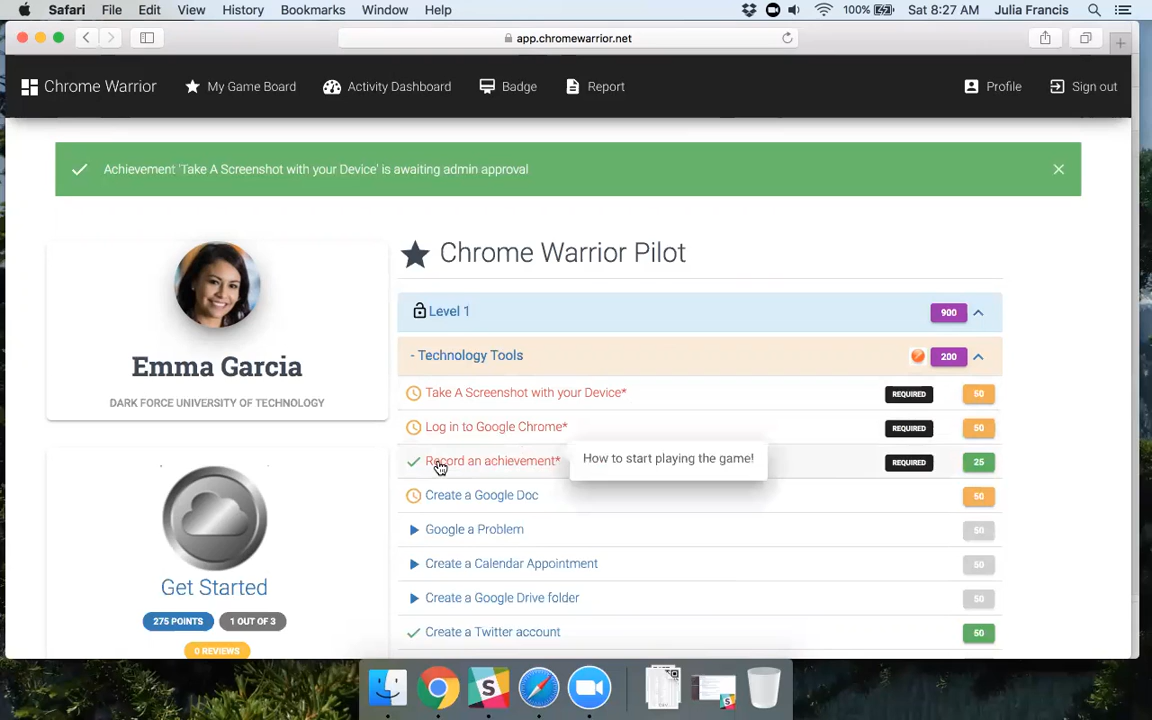 Safari File Edit View History Bookmarks Window Help 100% Sat 8:27 AM Julia Francis
app.chromewarrior.net
Chrome Warrior My Game Board Activity Dashboard Badge Report Profile Sign out
Achievement 'Take A Screenshot with your Device' is awaiting admin approval
Chrome Warrior Pilot
Level 1 900
- Technology Tools 200
Take A Screenshot with your Device* REQUIRED 50
Log in to Google Chrome* REQUIRED 50
Record an achievement* How to start playing the game! REQUIRED 25
Create a Google Doc 50
Google a Problem 50
Create a Calendar Appointment 50
Create a Google Drive folder 50
Create a Twitter account 50
Emma Garcia
DARK FORCE UNIVERSITY OF TECHNOLOGY
Get Started
275 POINTS 1 OUT OF 3
0 REVIEWS